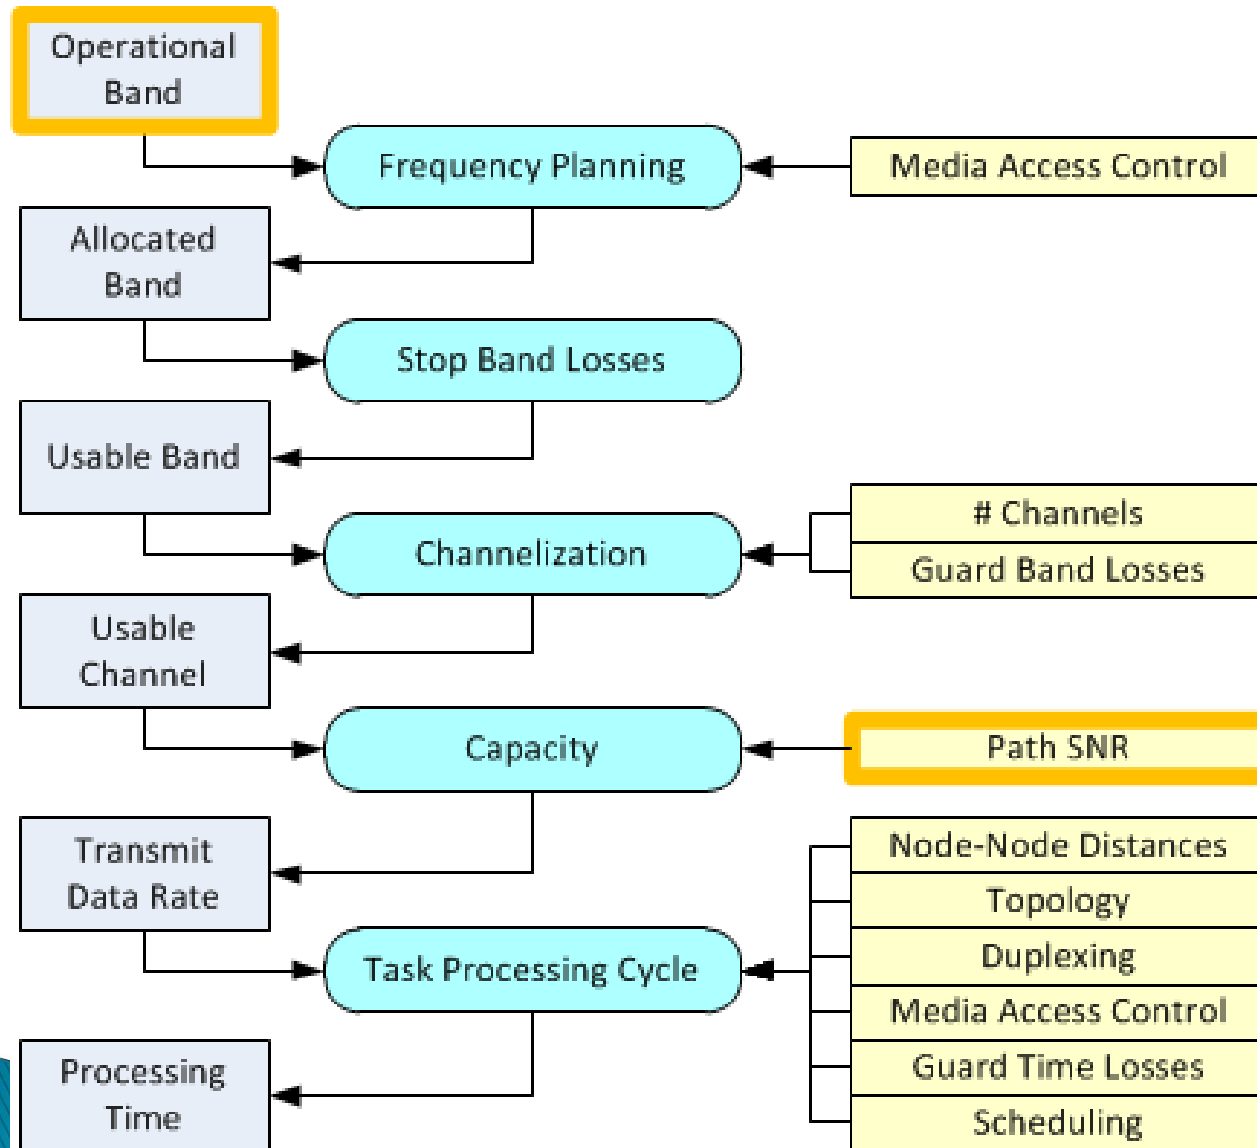 Operational
Band
Frequency Planning
Media Access Control
Allocated
Band
Stop Band Losses
Usable Band
# Channels
Channelization
Guard Band Losses
Usable
Channel
Capacity
Path SNR
Transmit
Data Rate
Node-Node Distances
Topology
Duplexing
Task Processing Cycle
Media Access Control
Guard Time Losses
Scheduling
Processing
Time